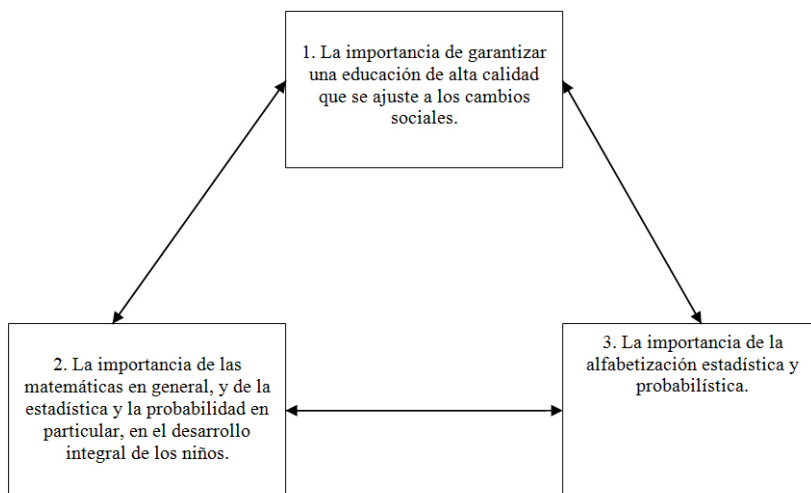 1. La importancia de garantizar
una educación de alta calidad
que se ajuste a los cambios
sociales.
2. La importancia de las
matemáticas en general, y de la
estadística y la probabilidad en
particular, en el desarrollo
integral de los niños.
3. La importancia de la
alfabetización estadística y
probabilística.